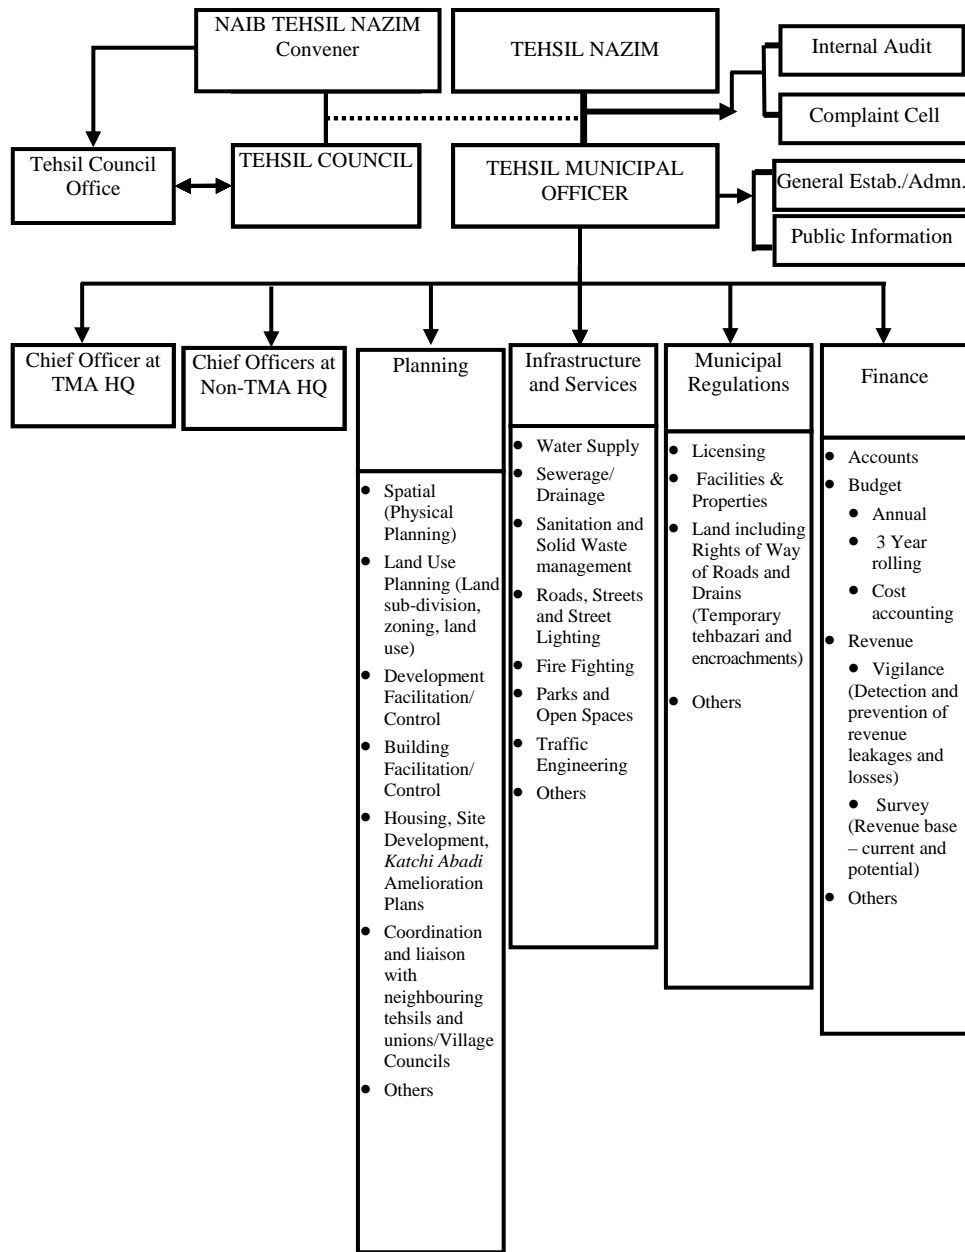 NAIB TEHSIL NAZIM
Convener
TEHSIL NAZIM
Internal Audit
Complaint Cell
Tehsil Council
Office
TEHSIL COUNCIL
TEHSIL MUNICIPAL
OFFICER
General Estab./Admn.
Public Information
Chief Officer at
TMA HQ
Chief Officers at
Non-TMA HQ
Planning
Infrastructure
and Services
Municipal
Regulations
Finance
• Spatial
(Physical
Planning)
• Land Use
Planning (Land
sub-division,
zoning, land
use)
• Development
Facilitation/
Control
• Building
Facilitation/
Control
• Housing, Site
Development,
Katchi Abadi
Amelioration
Plans
• Coordination
and liaison
with
neighbouring
tehsils and
unions/Village
Councils
• Others
• Water Supply
• Sewerage/
Drainage
• Sanitation and
Solid Waste
management
• Roads, Streets
and Street
Lighting
• Fire Fighting
• Parks and
Open Spaces
• Traffic
Engineering
• Others
• Licensing
• Facilities &
Properties
• Land including
Rights of Way
of Roads and
Drains
(Temporary
tehbazari and
encroachments)
• Others
• Accounts
• Budget
• Annual
• 3 Year
rolling
• Cost
accounting
• Revenue
• Vigilance
(Detection and
prevention of
revenue
leakages and
losses)
• Survey
(Revenue base
– current and
potential)
• Others